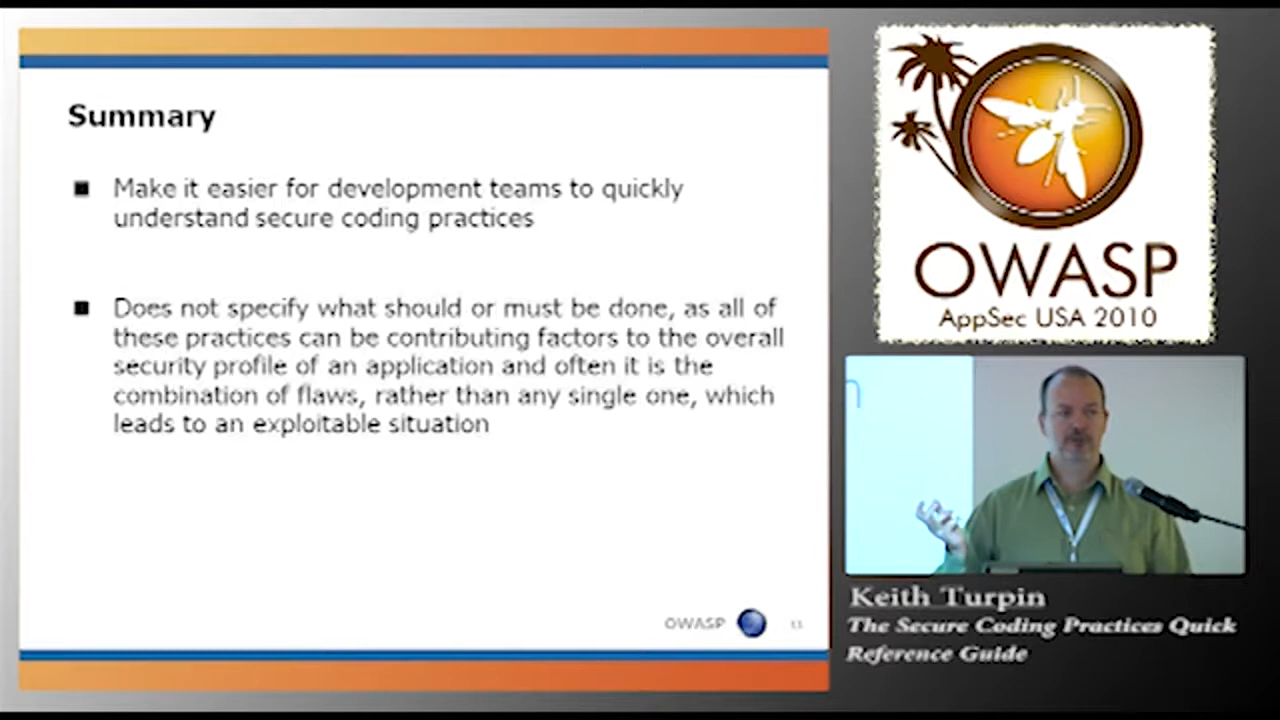 Summary
Make it easier for development teams to quickly
understand secure coding practices
Does not specify what should or must be done, as all of
these practices can be contributing factors to the overall
security profile of an application and often it is the
combination of flaws, rather than any single one, which
leads to an exploitable situation
OWASP
OWASP
AppSec USA 2010
Keith Turpin
The Secure Coding Practices Quick
Reference Guide